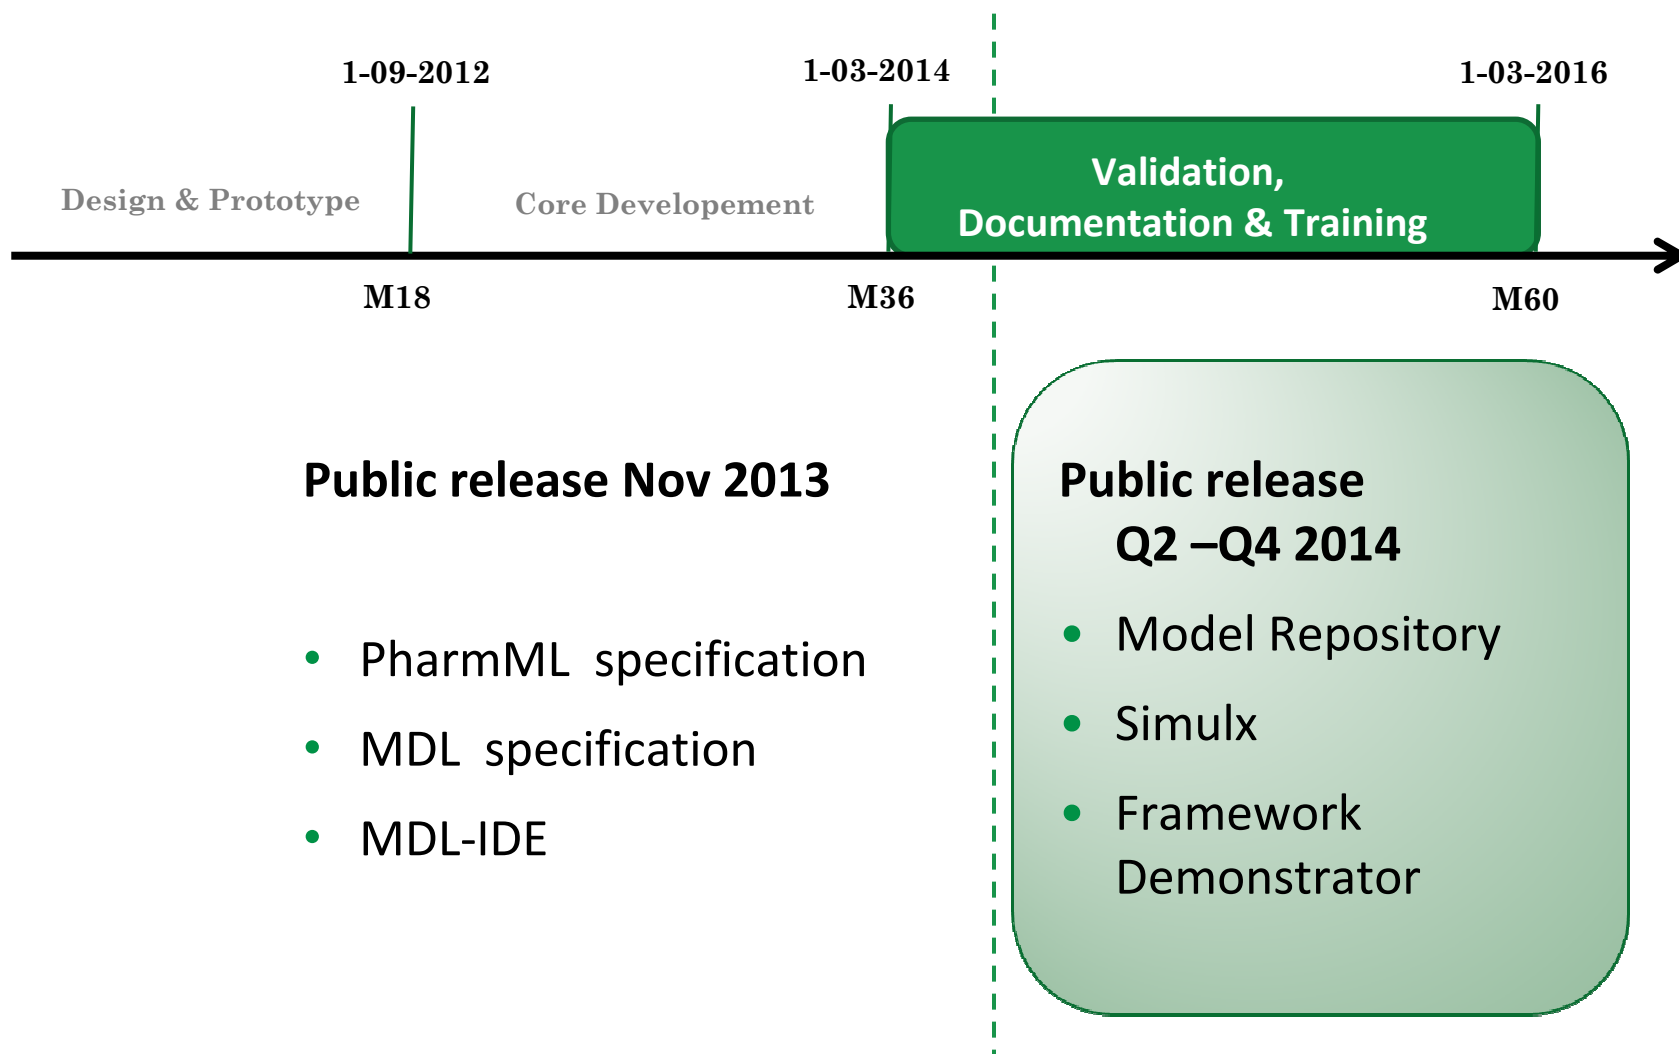 1-09-2012
1-03-2014
1-03-2016
Design & Prototype
Core Developement
Validation,
Documentation & Training
M18
M36
M60
Public release Nov 2013
• PharmML specification
• MDL specification
• MDL-IDE
Public release
Q2 –Q4 2014
• Model Repository
• Simulx
• Framework
Demonstrator